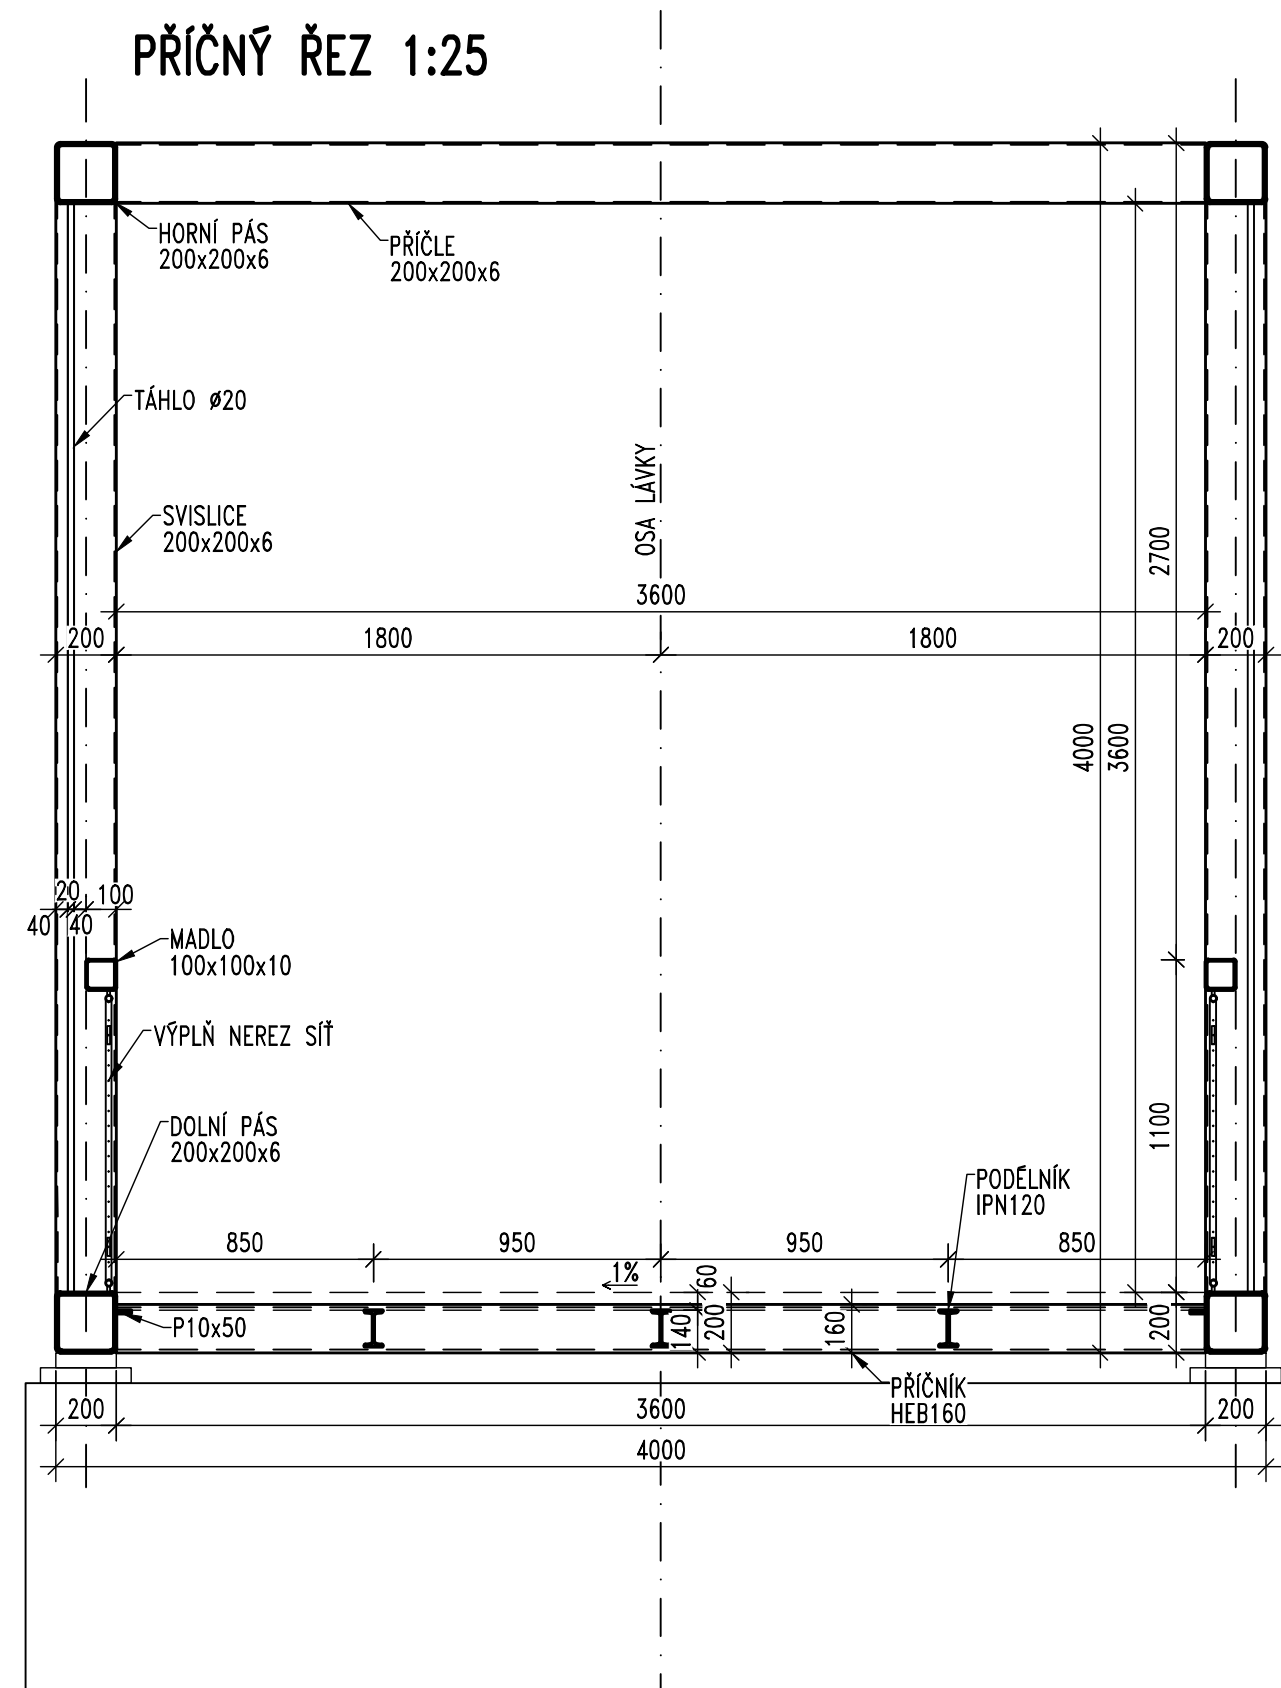 PŘÍČNÝ ŘEZ 1:25
HORNÍ PÁS
200x200x6
PŘÍČLE
200x200x6
TÁHLO ø20
SVISLICE
200x200x6
OSA LÁVKY
2700
3600
200
1800
1800
200
4000
3600
20
100
40
40
MADLO
100x100x10
VÝPLŇ NEREZ SÍŤ
1100
DOLNÍ PÁS
200x200x6
PODÉLNÍK
IPN120
850
950
950
850
1%
60
P10x50
140
200
160
200
PŘÍČNÍK
HEB160
200
3600
200
4000